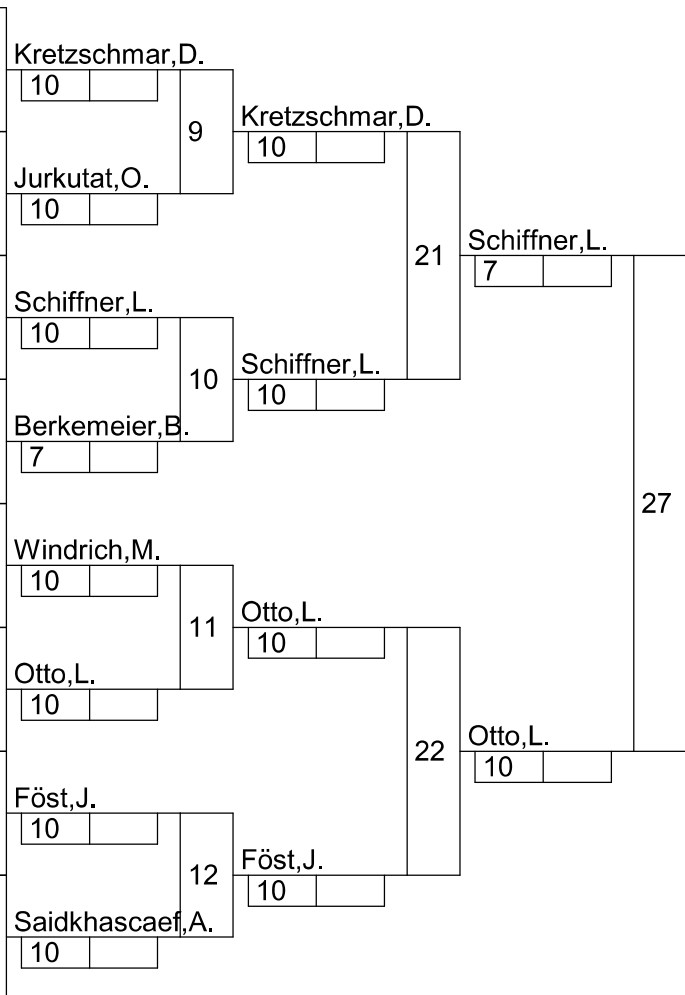 Kretzschmar,D.
10
9
Kretzschmar,D.
10
Jurkutat,O.
10
21
Schiffner,L.
7
Schiffner,L.
10
10
Schiffner,L.
10
Berkemeier,B.
7
27
Windrich,M.
10
11
Otto,L.
10
Otto,L.
10
22
Otto,L.
10
Föst,J.
10
12
Föst,J.
10
Saidkhascaef,A.
10